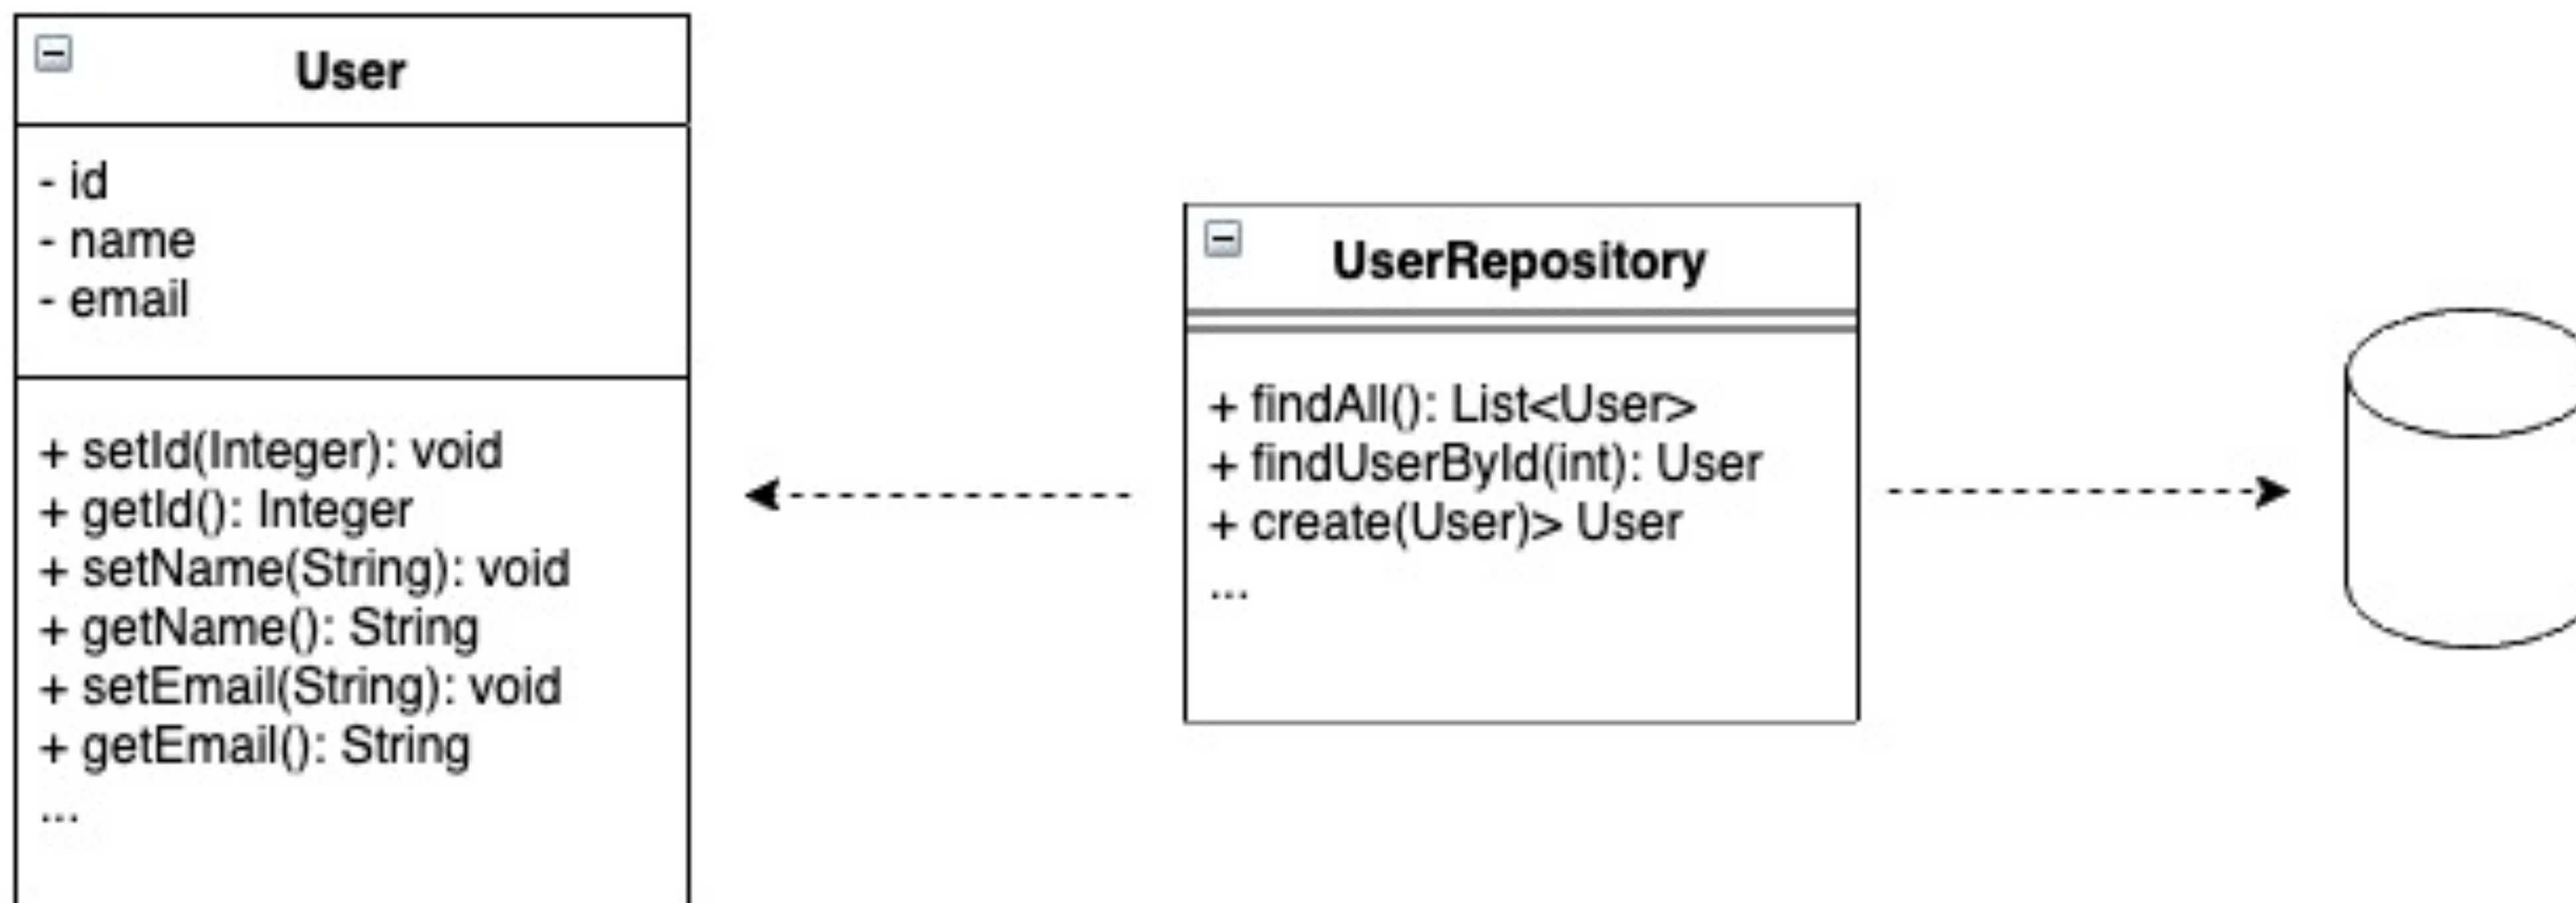 User
- id
- name
- email
+ setId(Integer): void
+ getId(): Integer
+ setName(String): void
+ getName(): String
+ setEmail(String): void
+ getEmail(): String
...
UserRepository
+ findAll(): List<User>
+ findUserById(int): User
+ create(User)> User
...